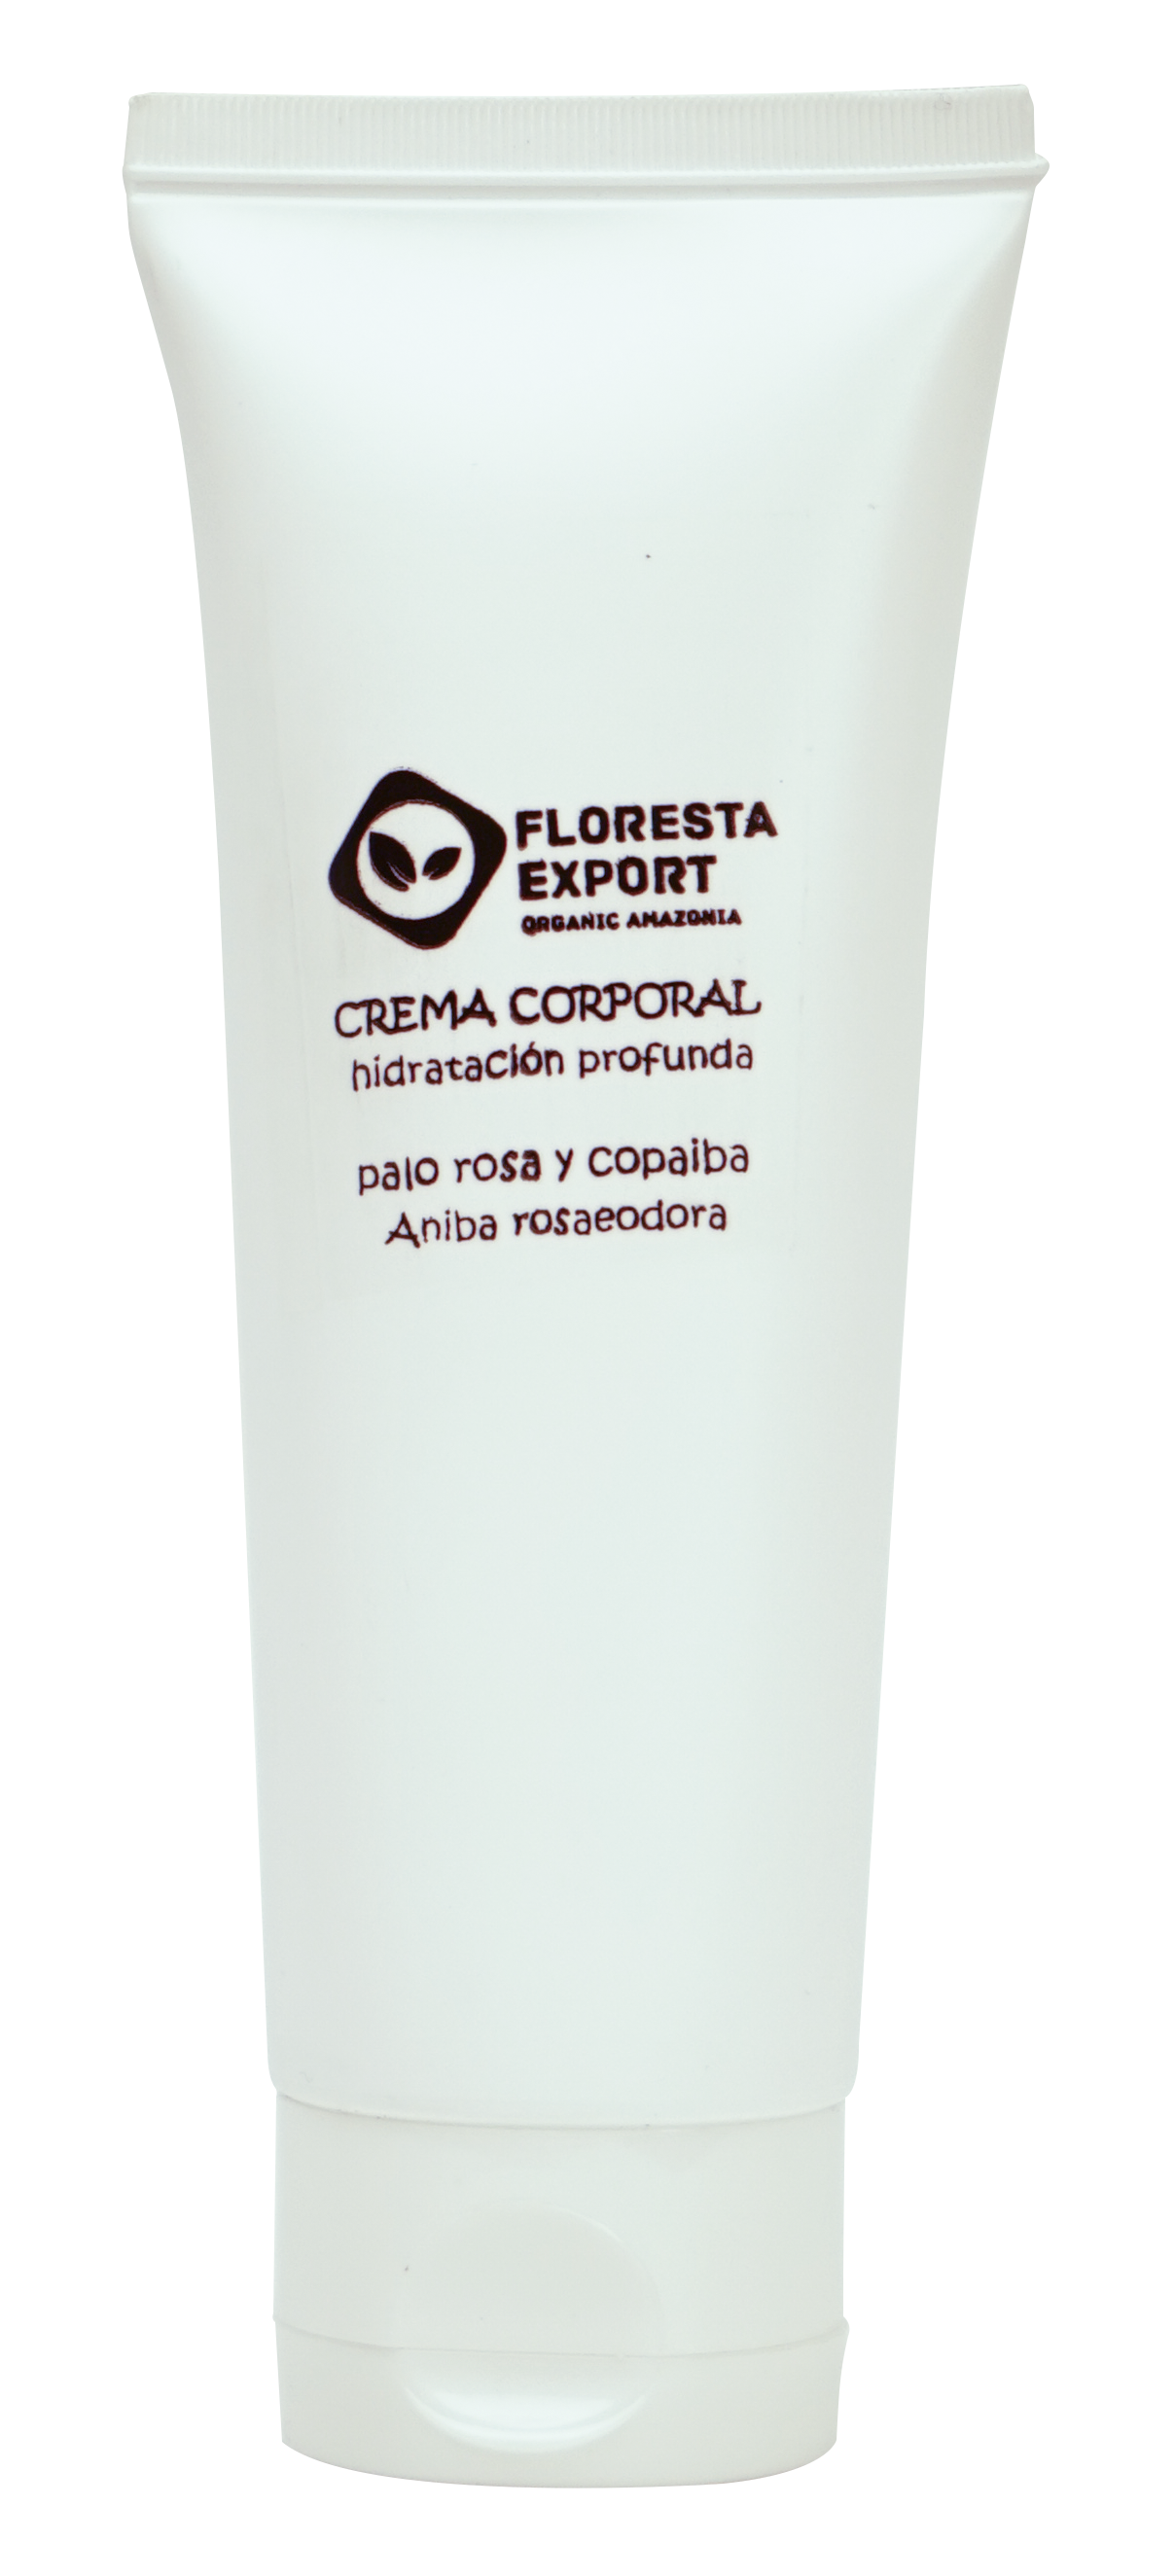 FLORESTA
EXPORT
ORGANIC AMAZONIA
CREMA CORPORAL
hidratación profunda
palo rosa y copaiba
Aniba rosaeodora